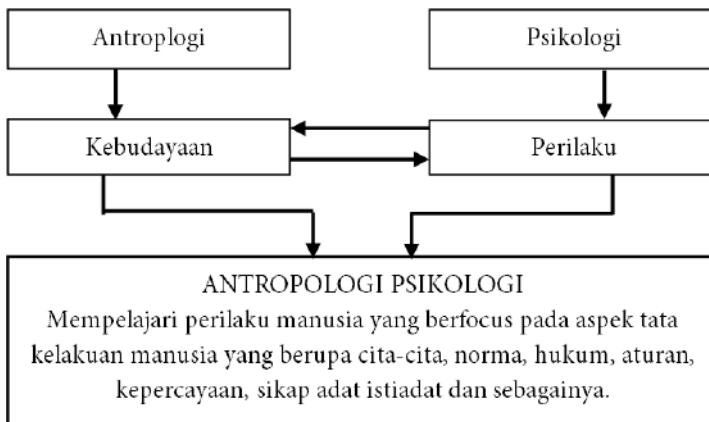 Antroplogi
Psikologi
Kebudayaan
Perilaku
ANTROPOLOGI PSIKOLOGI
Mempelajari perilaku manusia yang berfocus pada aspek tata
kelakuan manusia yang berupa cita-cita, norma, hukum, aturan,
kepercayaan, sikap adat istiadat dan sebagainya.